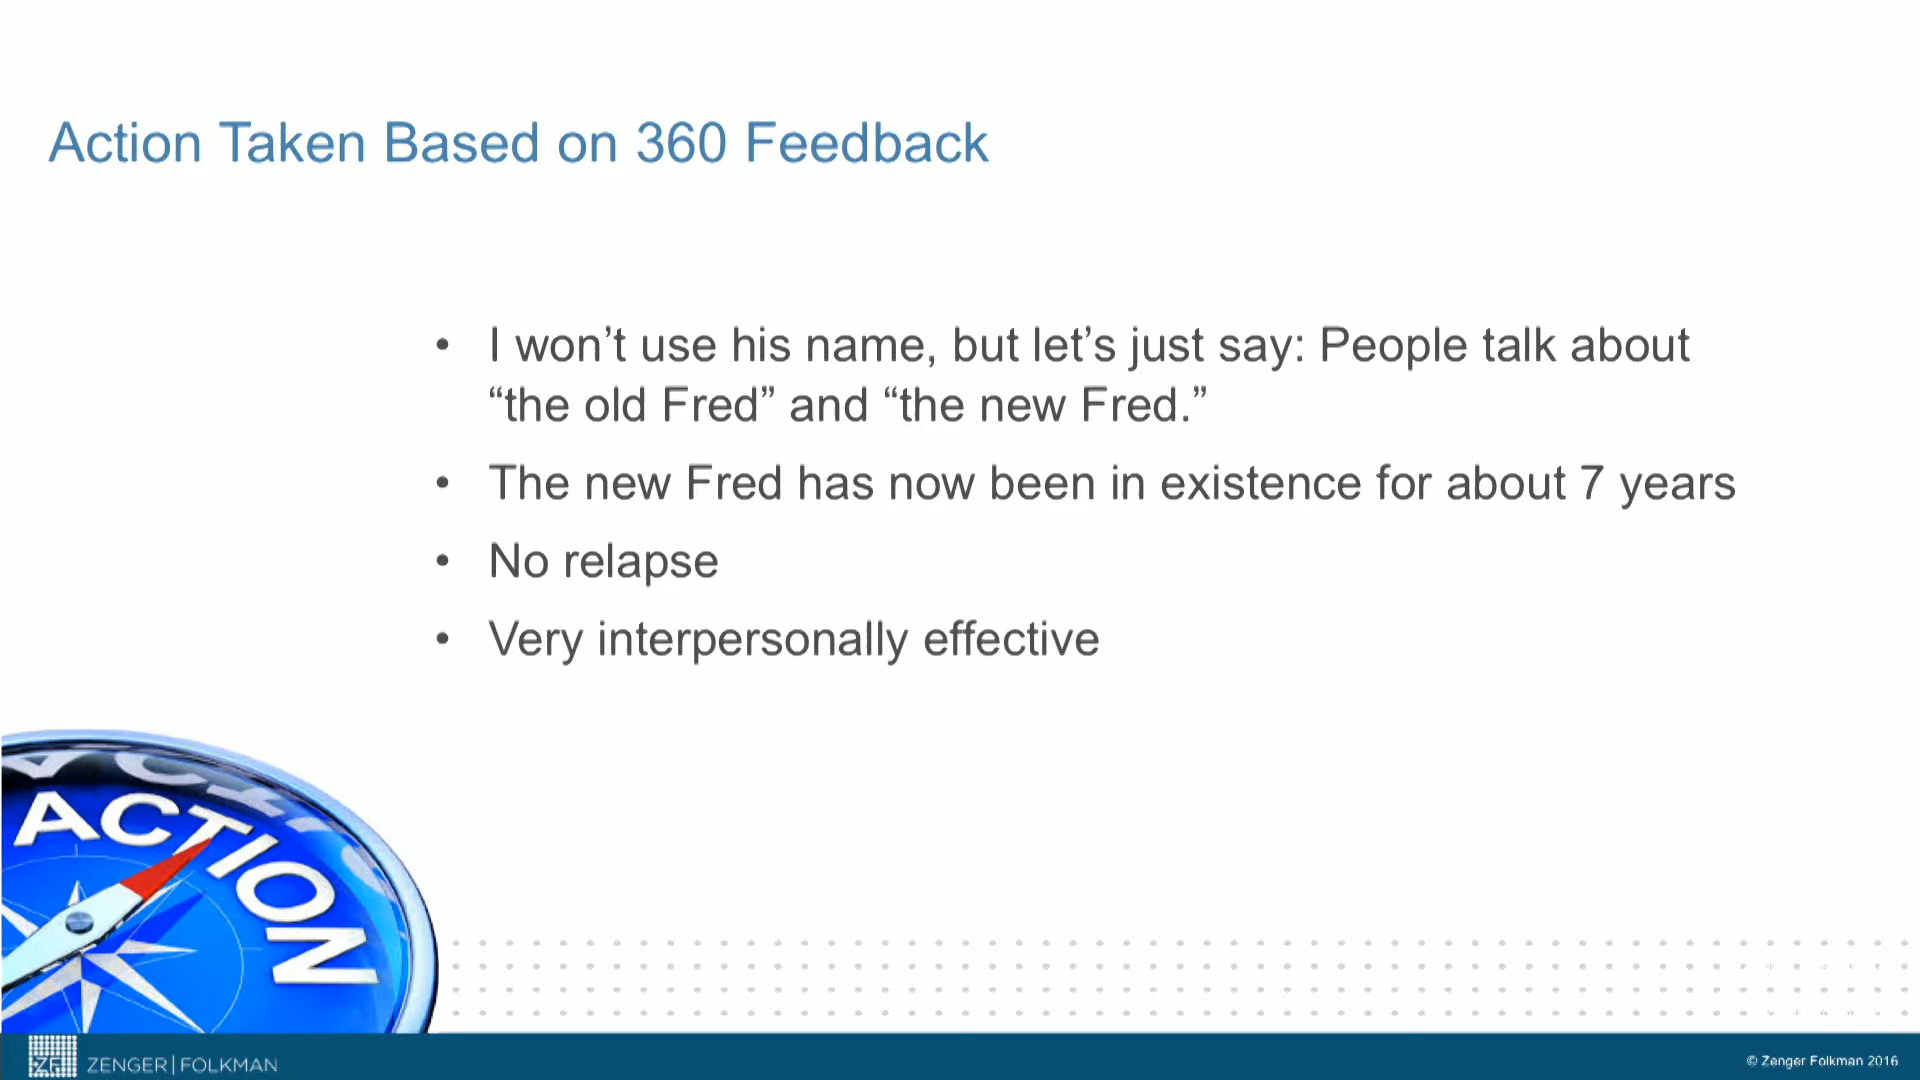 Action Taken Based on 360 Feedback
• I won’t use his name, but let’s just say: People talk about
“the old Fred” and “the new Fred.”
• The new Fred has now been in existence for about 7 years
• No relapse
• Very interpersonally effective
ACTION
ZF ZENGER|FOLKMAN
© Zenger Folkman 2016